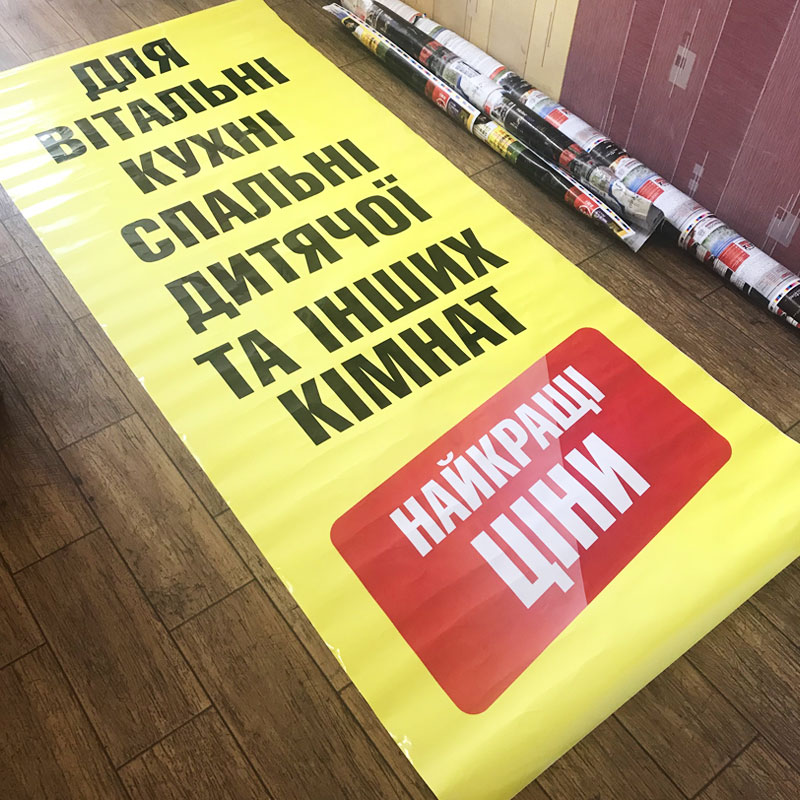 ДЛЯ
ВІТАЛЬНІ
КУХНІ
СПАЛЬНІ
ДИТЯЧОЇ
ТА ІНШИХ
КІМНАТ
НАЙКРАЩІ
ЦІНИ